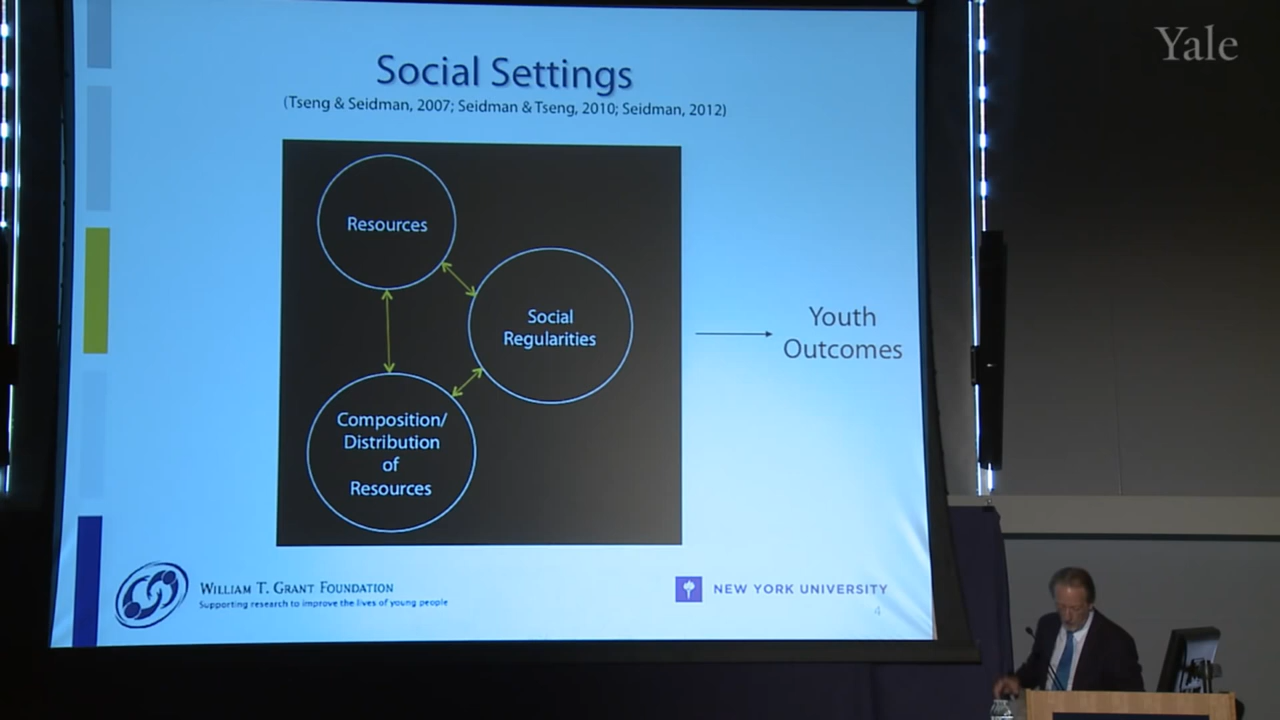 Yale
Social Settings
(Tseng & Seidman, 2007; Seidman & Tseng, 2010; Seidman, 2012)
Resources
Social
Regularities
Composition/
Distribution
of
Resources
Youth
Outcomes
WILLIAM T. GRANT FOUNDATION
Supporting research to improve the lives of young people
NEW YORK UNIVERSITY
4